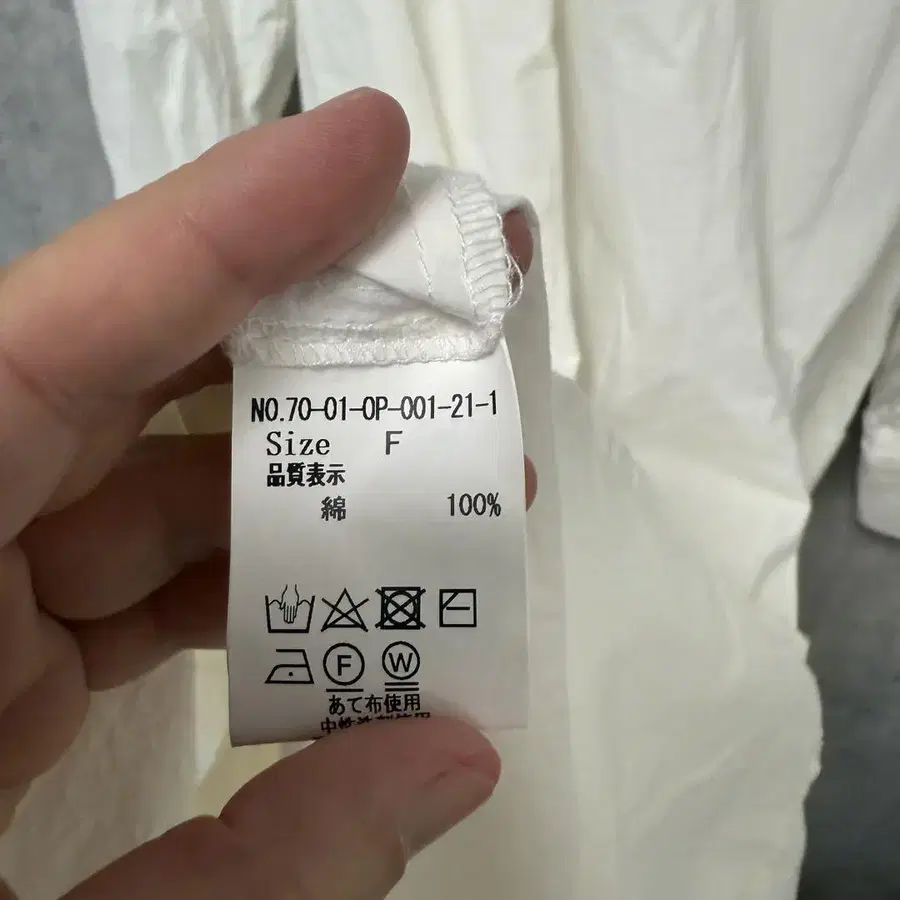 NO.70-01-OP-001-21-1
Size F
品質表示
綿 100%
F W
あて布使用